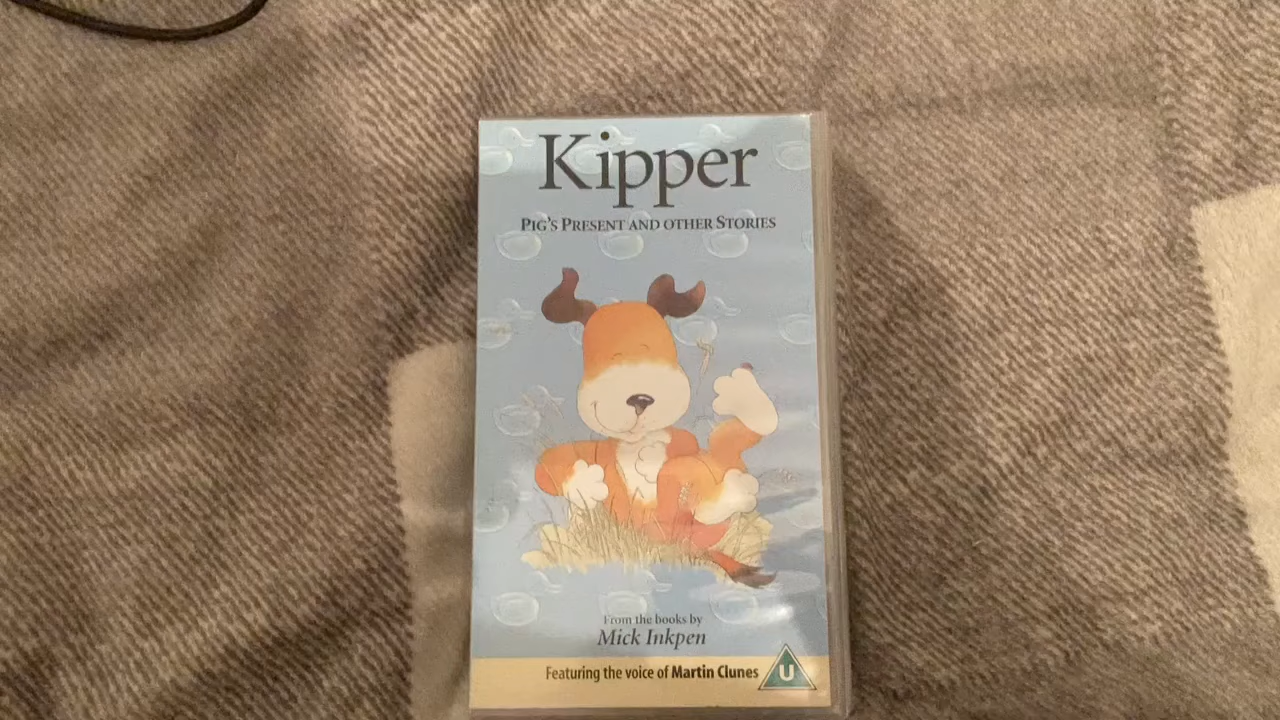 Kipper
PIG'S PRESENT AND OTHER STORIES
From the books by
Mick Inkpen
Featuring the voice of Martin Clunes
U